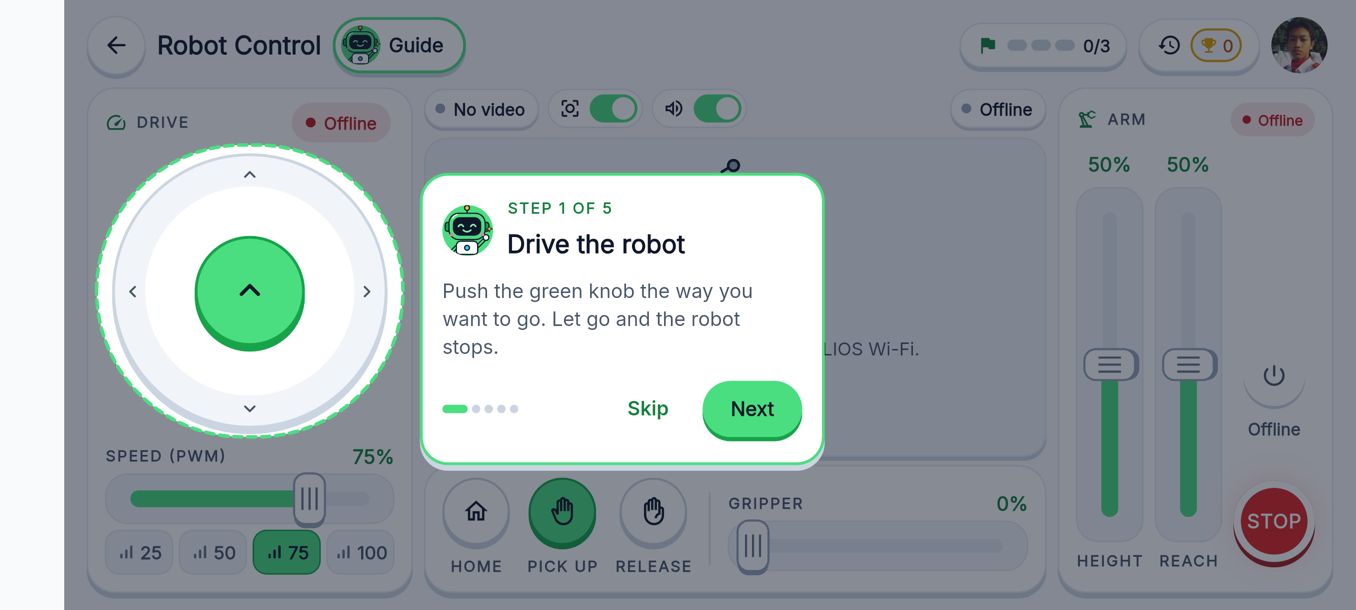 Robot Control
Guide
0/3
0
DRIVE
Offline
No video
Offline
ARM
Offline
50%
50%
STEP 1 OF 5
Drive the robot
Push the green knob the way you
want to go. Let go and the robot
stops.
LIOS Wi-Fi.
Skip
Next
Offline
SPEED (PWM)
75%
25
50
75
100
HOME
PICK UP
RELEASE
GRIPPER
0%
STOP
HEIGHT
REACH